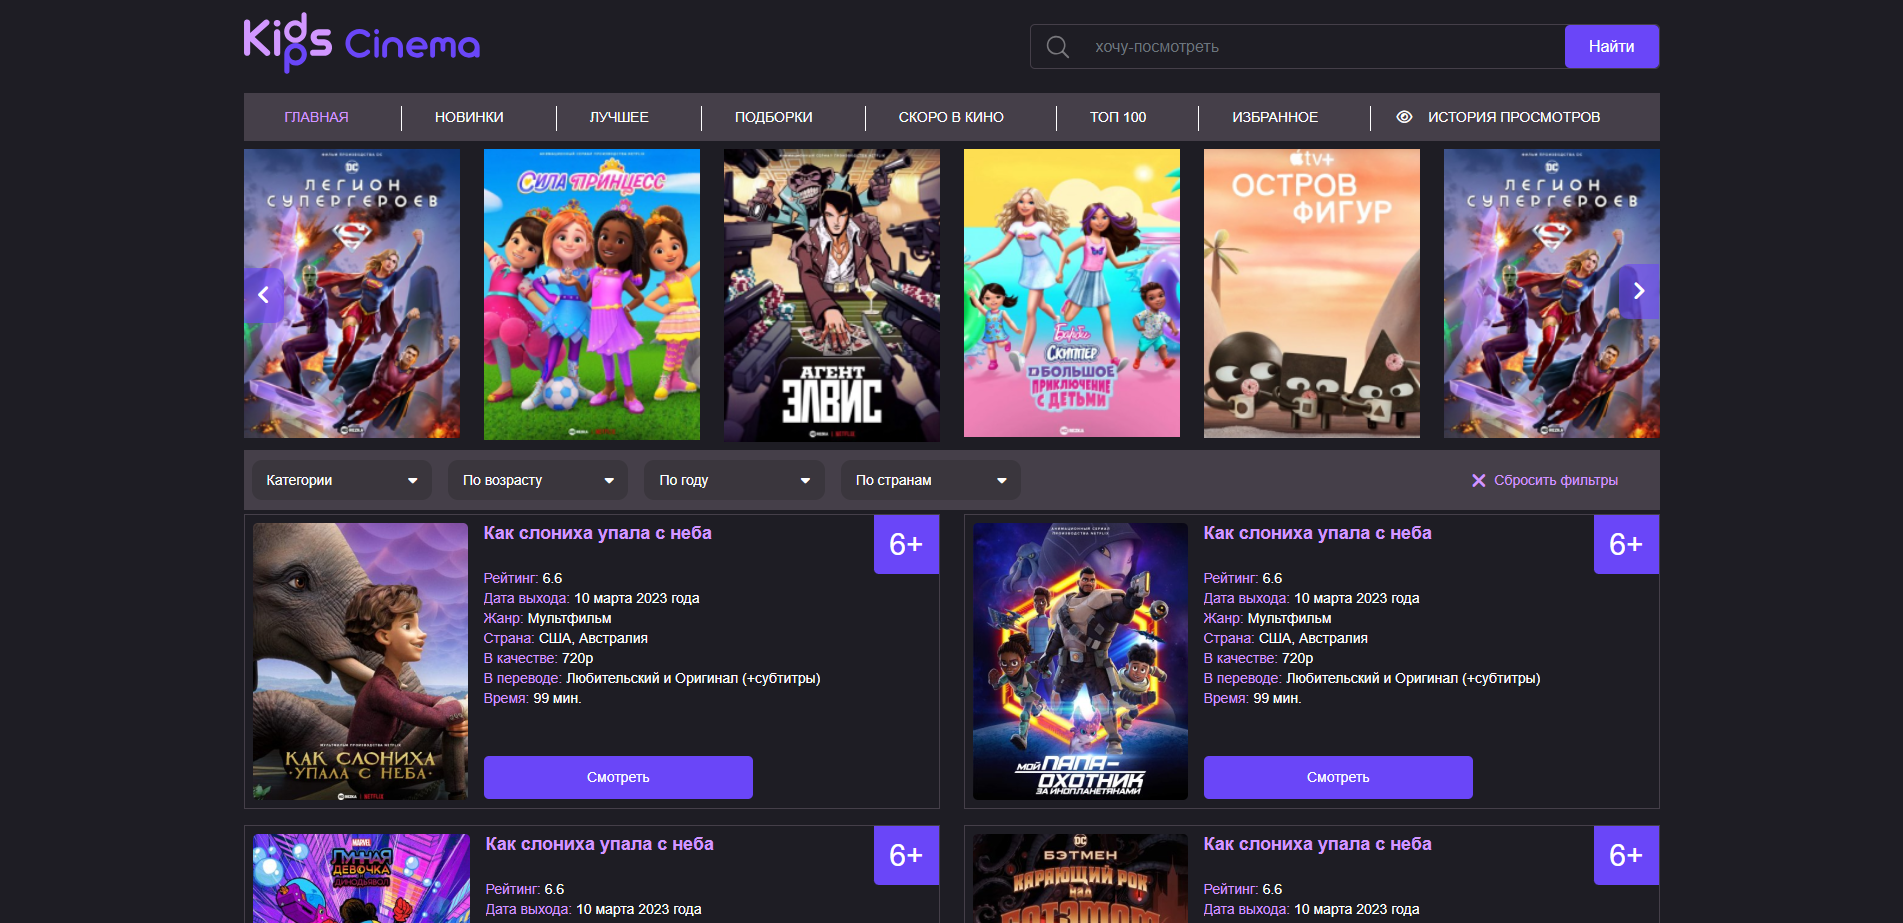 Kids Cinema
хочу-посмотреть
Найти
ГЛАВНАЯ
НОВИНКИ
ЛУЧШЕЕ
ПОДБОРКИ
СКОРО В КИНО
ТОП 100
ИЗБРАННОЕ
ИСТОРИЯ ПРОСМОТРОВ
DC
ЛЕГИОН
СУПЕРГЕРОЕВ
СИЛА ПРИНЦЕСС
АГЕНТ
ЭЛВИС
Барби
СКИППЕР
БОЛЬШОЕ
ПРИКЛЮЧЕНИЕ
С ДЕТЬМИ
tv+
ОСТРОВ
ФИГУР
DC
ЛЕГИОН
СУПЕРГЕРОЕВ
Категории
По возрасту
По году
По странам
Сбросить фильтры
КАК СЛОНИХА
УПАЛА С НЕБА
Как слониха упала с неба
6+
Рейтинг: 6.6
Дата выхода: 10 марта 2023 года
Жанр: Мультфильм
Страна: США, Австралия
В качестве: 720p
В переводе: Любительский и Оригинал (+субтитры)
Время: 99 мин.
Смотреть
МОЙ ПАПА-
ОХОТНИК
ЗА ИНОПЛАНЕТЯНАМИ
Как слониха упала с неба
6+
Рейтинг: 6.6
Дата выхода: 10 марта 2023 года
Жанр: Мультфильм
Страна: США, Австралия
В качестве: 720p
В переводе: Любительский и Оригинал (+субтитры)
Время: 99 мин.
Смотреть
MARVEL
ЛУННАЯ
ДЕВОЧКА
ДИНОДЬЯВОЛ
Как слониха упала с неба
6+
Рейтинг: 6.6
Дата выхода: 10 марта 2023 года
DC
БЭТМЕН
КАРАЮЩИЙ РОК
НАД
ГОТЭМОМ
Как слониха упала с неба
6+
Рейтинг: 6.6
Дата выхода: 10 марта 2023 года